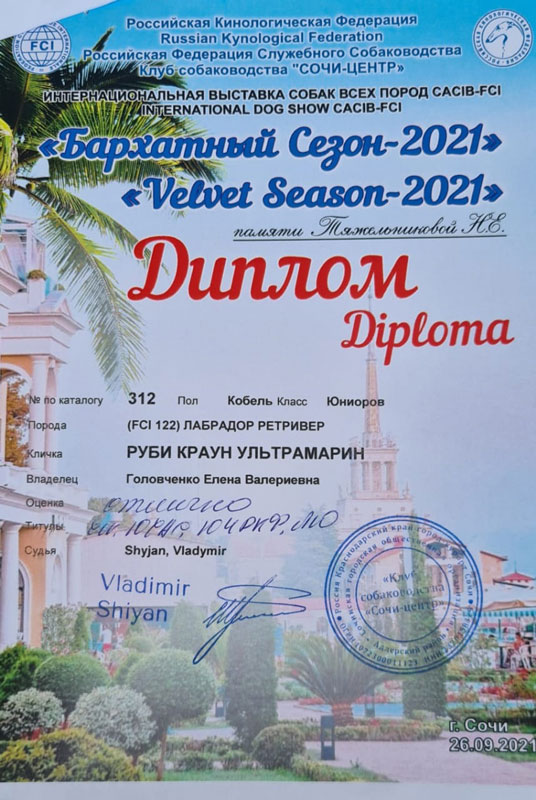 Российская Кинологическая Федерация
Russian Kynological Federation
Российская Федерация Служебного Собаководства
Клуб собаководства "СОЧИ-ЦЕНТР»
FCI
ИНТЕРНАЦИОНАЛЬНАЯ ВЫСТАВКА СОБАК ВСЕХ ПОРОД CACIB-FCI
INTERNATIONAL DOG SHOW CACIB-FCI
«Бархатный Сезон-2021»
«Velvet Season-2021»
памяти Тяжельниковой Н.Е.
Диплом
Diploma
№ по каталогу 312 Пол Кобель Класс Юниоров
Порода (FCI 122) ЛАБРАДОР РЕТРИВЕР
Кличка РУБИ КРАУН УЛЬТРАМАРИН
Владелец Головченко Елена Валериевна
Оценка отлично
Титулы ЮЧРКФ, ЛЮ
Судья Shyjan, Vladymir
Vladimir
Shiyan
«Клуб
собаководства
«Сочи-центр»
г. Сочи
26.09.2021